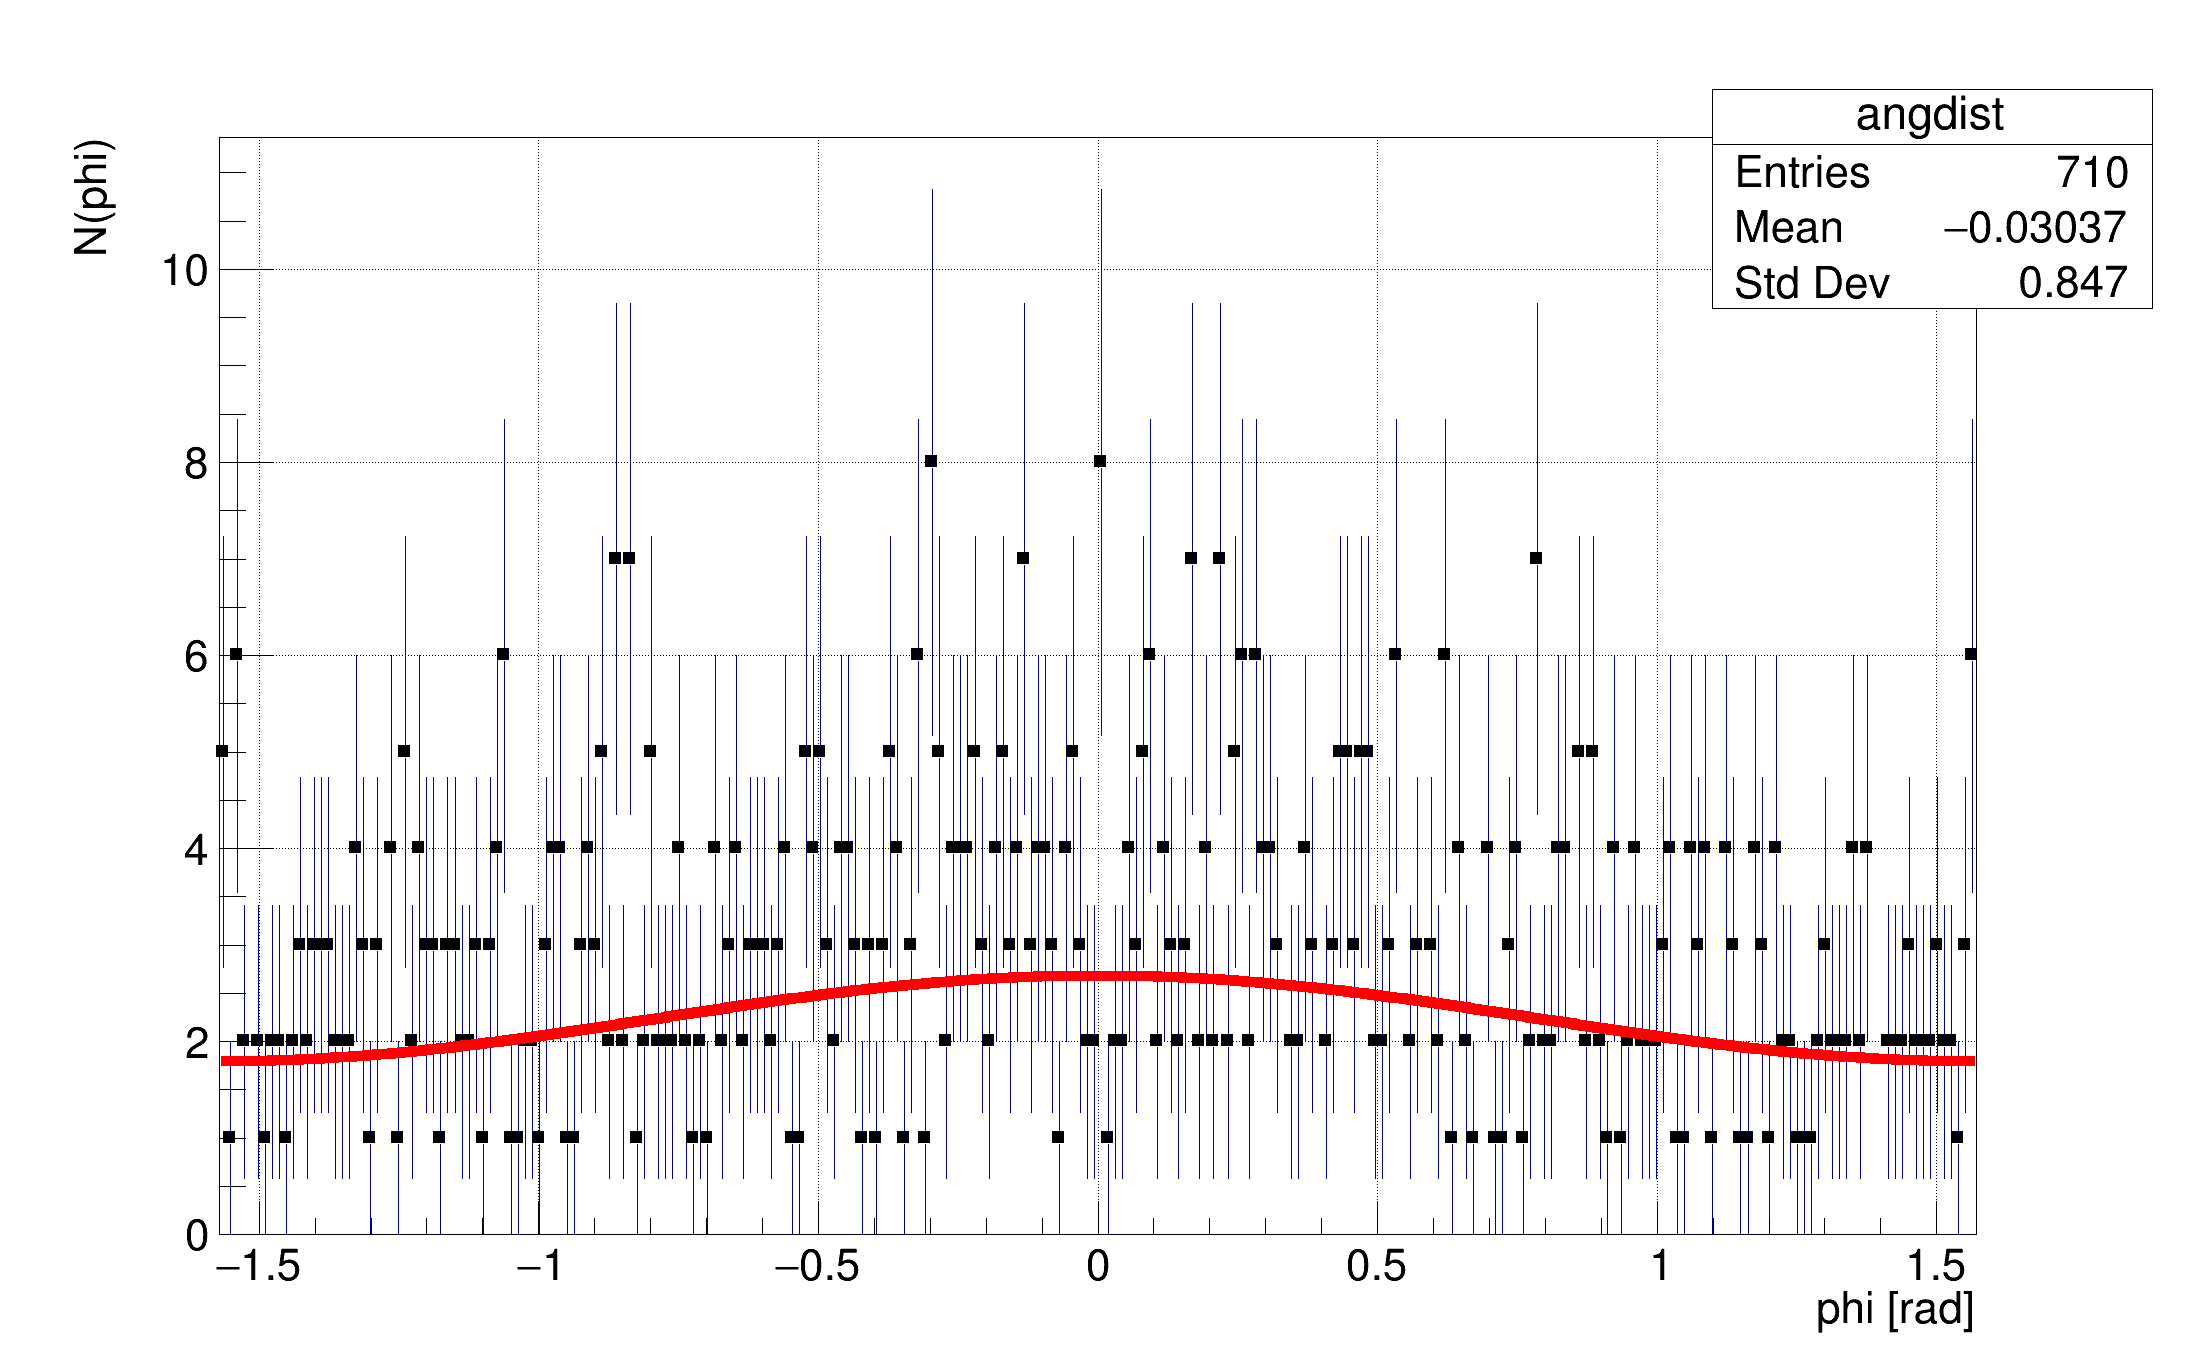 angdist
Entries 710
Mean −0.03037
Std Dev 0.847
N(phi)
10
8
6
4
2
0
−1.5 −1 −0.5 0 0.5 1 1.5
phi [rad]